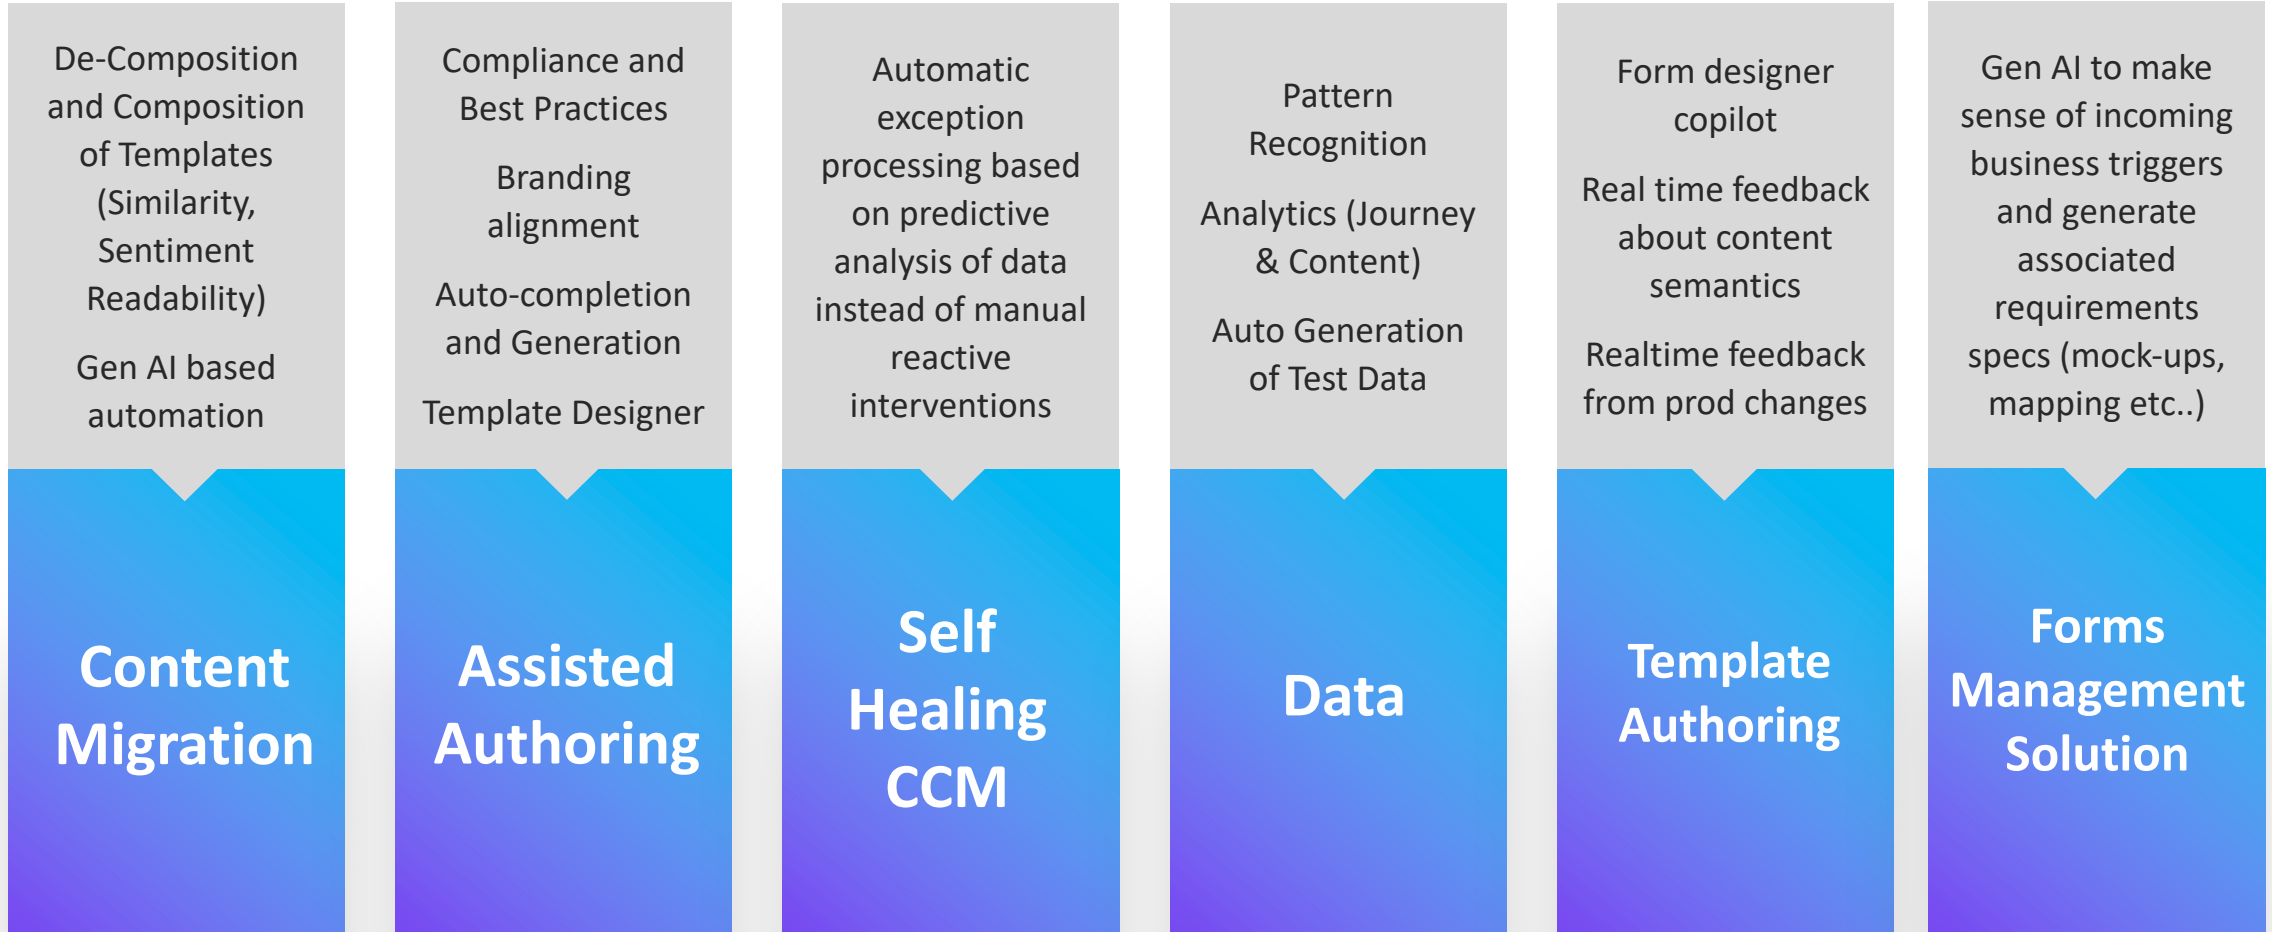 De-Composition
and Composition
of Templates
(Similarity,
Sentiment
Readability)
Gen AI based
automation
Content
Migration
Compliance and
Best Practices
Branding
alignment
Auto-completion
and Generation
Template Designer
Assisted
Authoring
Automatic
exception
processing based
on predictive
analysis of data
instead of manual
reactive
interventions
Self
Healing
CCM
Pattern
Recognition
Analytics (Journey
& Content)
Auto Generation
of Test Data
Data
Form designer
copilot
Real time feedback
about content
semantics
Realtime feedback
from prod changes
Template
Authoring
Gen AI to make
sense of incoming
business triggers
and generate
associated
requirements
specs (mock-ups,
mapping etc..)
Forms
Management
Solution